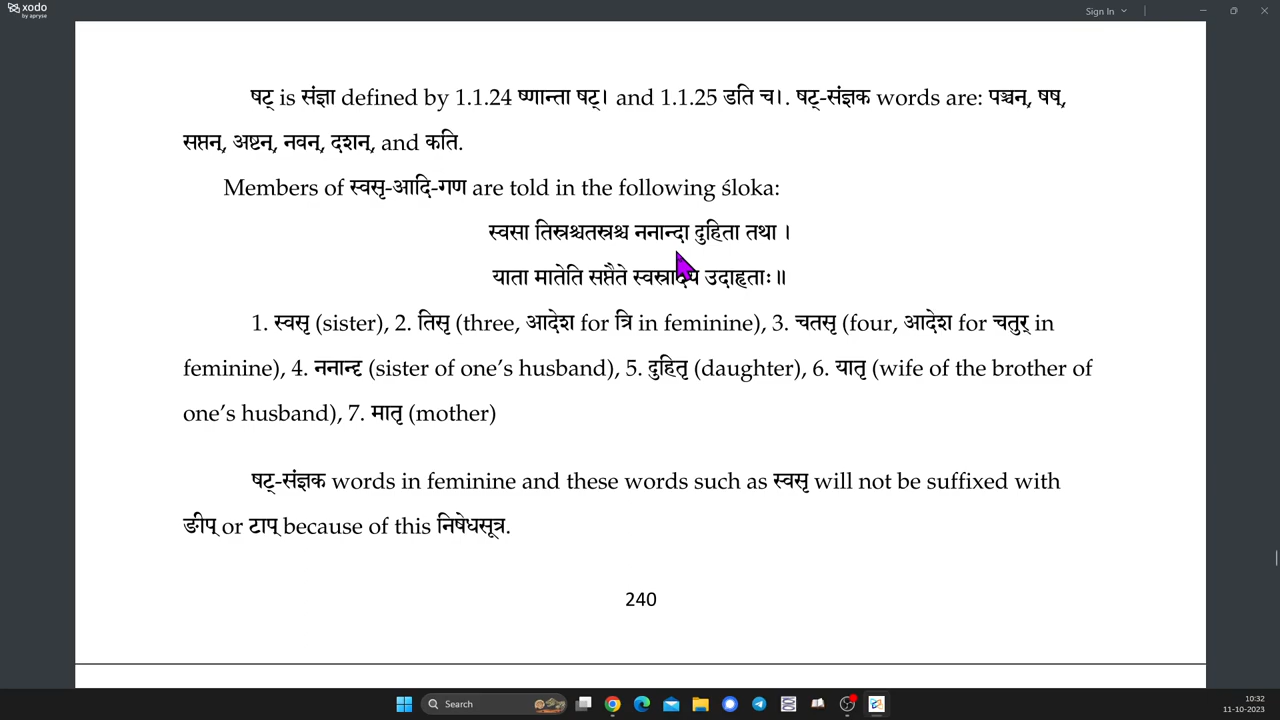 xodo
by apryse
Sign In
षट् is संज्ञा defined by 1.1.24 ष्णान्ता षट्। and 1.1.25 डति च।. षट्-संज्ञक words are: पञ्चन्, षष्,
सप्तन्, अष्टन्, नवन्, दशन्, and कति.
Members of स्वसृ-आदि-गण are told in the following śloka:
स्वसा तिस्रश्चतस्रश्च ननान्दा दुहिता तथा ।
याता मातेति सप्तैते उदाहृताः॥
1. स्वसृ (sister), 2. तिसृ (three, आदेश for त्रि in feminine), 3. चतसृ (four, आदेश for चतुर् in
feminine), 4. ननान्दृ (sister of one’s husband), 5. दुहितृ (daughter), 6. यातृ (wife of the brother of
one’s husband), 7. मातृ (mother)
षट्-संज्ञक words in feminine and these words such as स्वसृ will not be suffixed with
ङीप् or टाप् because of this निषेधसूत्र.
240
Search
10:32
11-10-2023